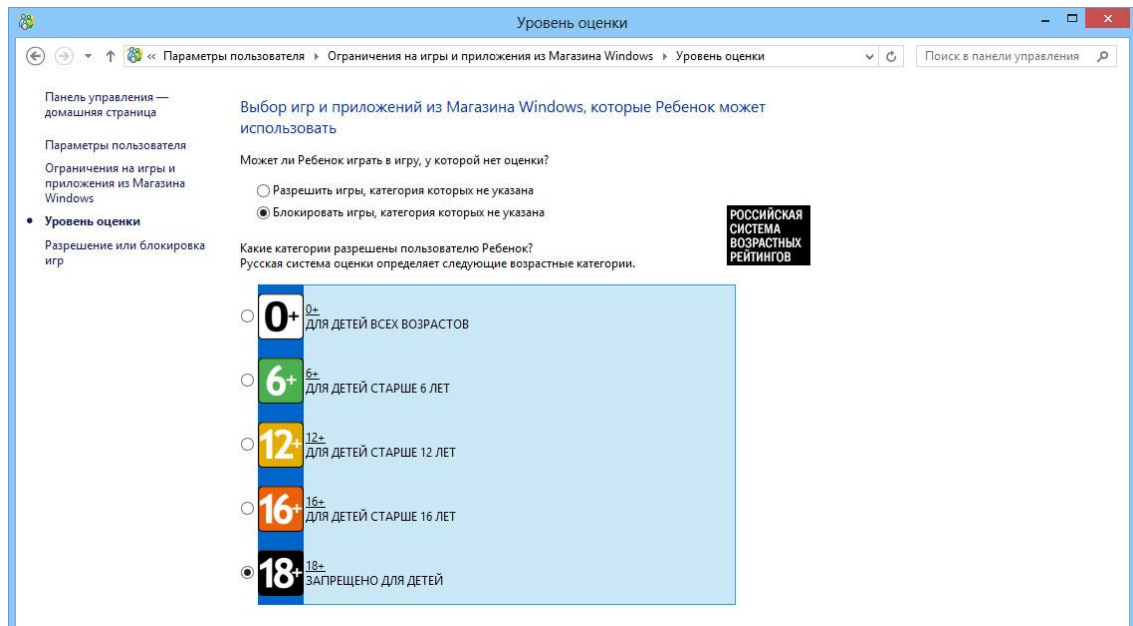 Уровень оценки
« Параметры пользователя ▸ Ограничения на игры и приложения из Магазина Windows ▸ Уровень оценки
Поиск в панели управления
Панель управления —
домашняя страница
Параметры пользователя
Ограничения на игры и
приложения из Магазина
Windows
• Уровень оценки
Разрешение или блокировка
игр
Выбор игр и приложений из Магазина Windows, которые Ребенок может
использовать
Может ли Ребенок играть в игру, у которой нет оценки?
Разрешить игры, категория которых не указана
Блокировать игры, категория которых не указана
РОССИЙСКАЯ
СИСТЕМА
ВОЗРАСТНЫХ
РЕЙТИНГОВ
Какие категории разрешены пользователю Ребенок?
Русская система оценки определяет следующие возрастные категории.
0+
0+
ДЛЯ ДЕТЕЙ ВСЕХ ВОЗРАСТОВ
6+
6+
ДЛЯ ДЕТЕЙ СТАРШЕ 6 ЛЕТ
12+
12+
ДЛЯ ДЕТЕЙ СТАРШЕ 12 ЛЕТ
16+
16+
ДЛЯ ДЕТЕЙ СТАРШЕ 16 ЛЕТ
18+
18+
ЗАПРЕЩЕНО ДЛЯ ДЕТЕЙ